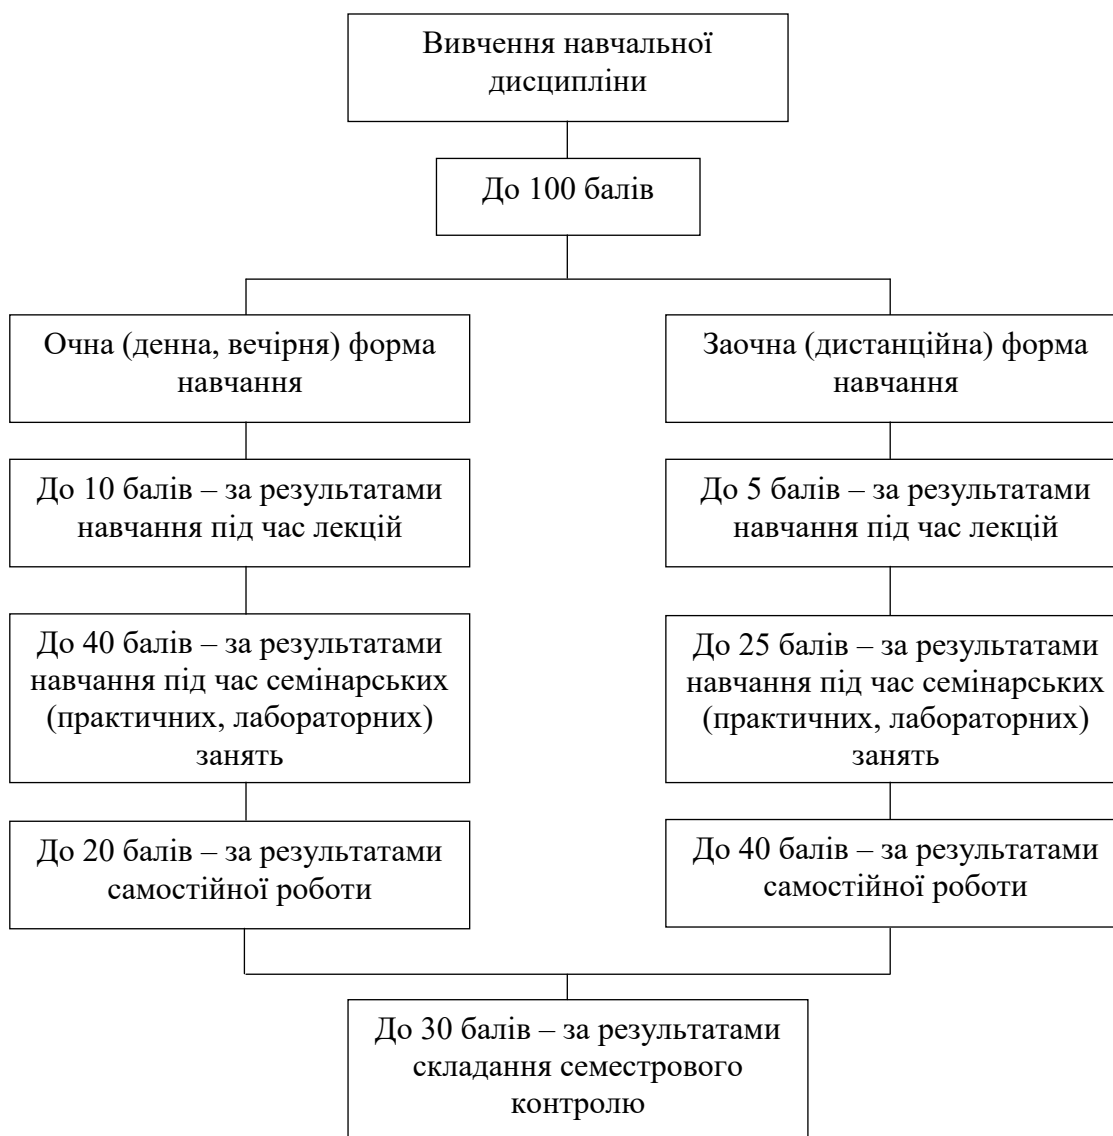 Вивчення навчальної
дисципліни
До 100 балів
Очна (денна, вечірня) форма
навчання
До 10 балів – за результатами
навчання під час лекцій
До 40 балів – за результатами
навчання під час семінарських
(практичних, лабораторних)
занять
До 20 балів – за результатами
самостійної роботи
Заочна (дистанційна) форма
навчання
До 5 балів – за результатами
навчання під час лекцій
До 25 балів – за результатами
навчання під час семінарських
(практичних, лабораторних)
занять
До 40 балів – за результатами
самостійної роботи
До 30 балів – за результатами
складання семестрового
контролю